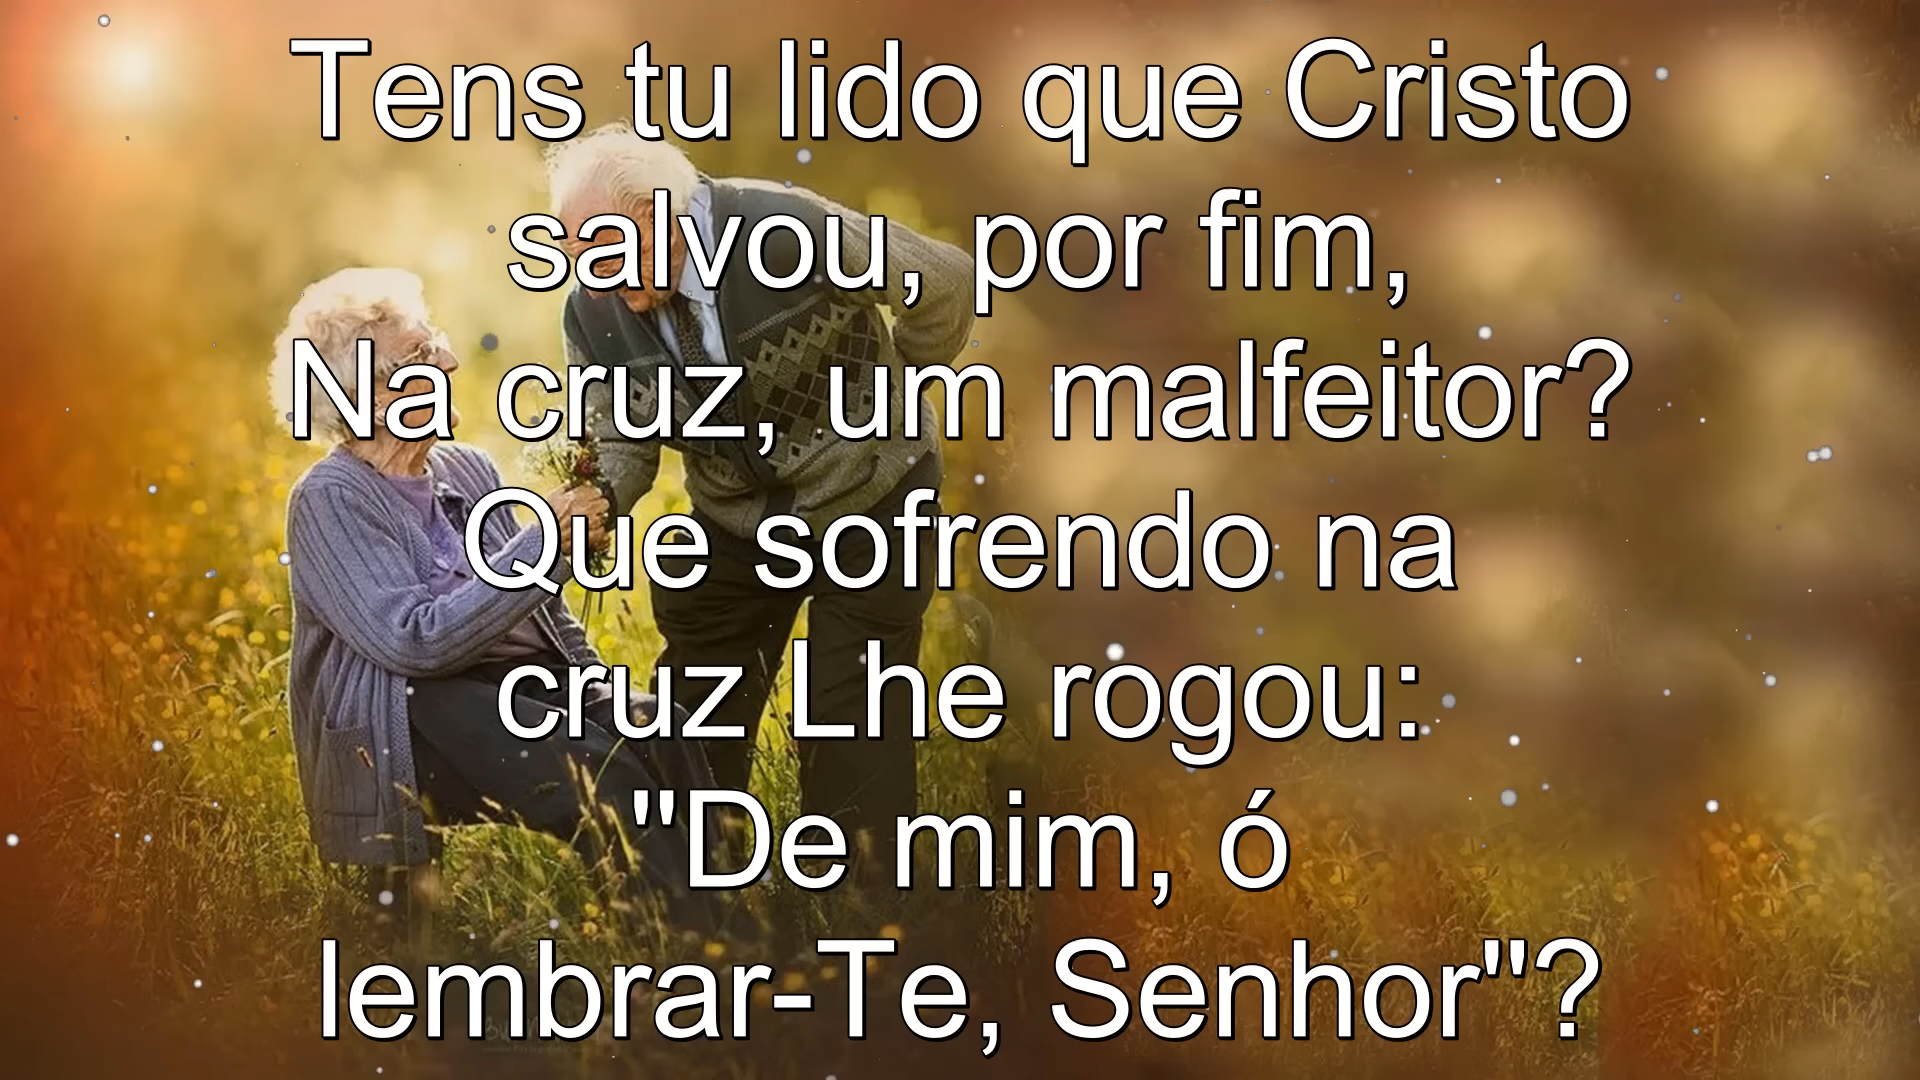 Tens tu lido que Cristo
salvou, por fim,
Na cruz, um malfeitor?
Que sofrendo na
cruz Lhe rogou:
"De mim, ó
lembrar-Te, Senhor"?